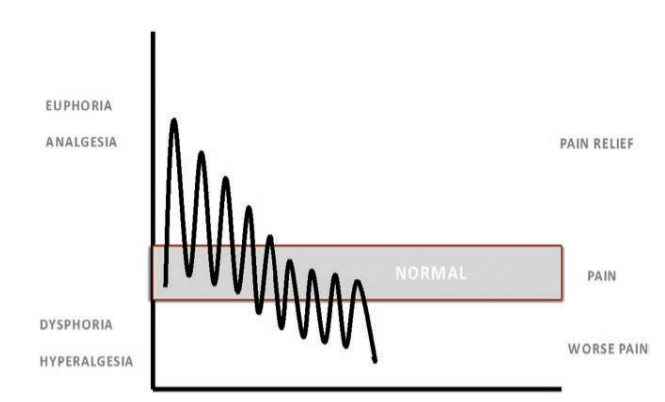 EUPHORIA
ANALGESIA
PAIN RELIEF
NORMAL
PAIN
DYSPHORIA
HYPERALGESIA
WORSE PAIN